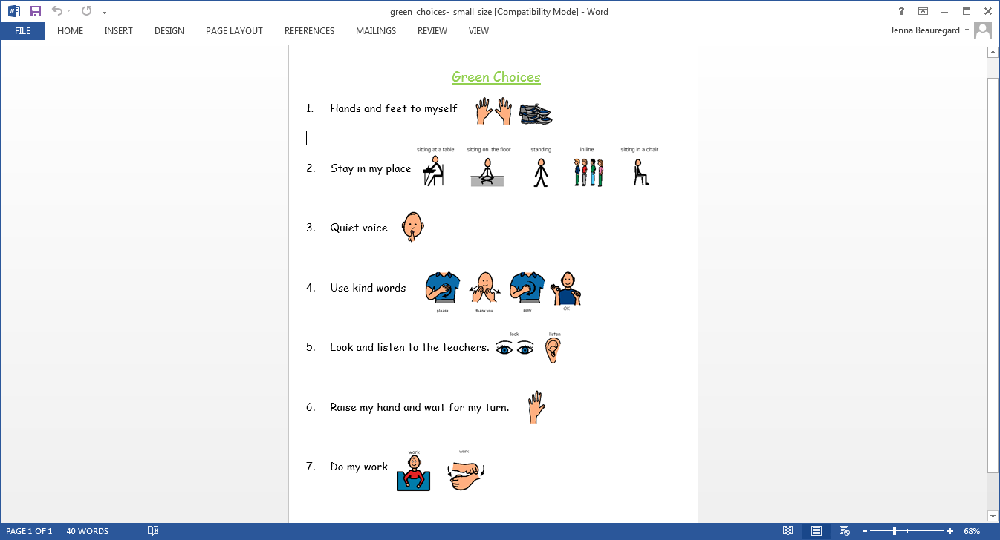 green_choices-_small_size [Compatibility Mode] - Word
FILE HOME INSERT DESIGN PAGE LAYOUT REFERENCES MAILINGS REVIEW VIEW Jenna Beauregard
Green Choices
1. Hands and feet to myself
sitting at a table sitting on the floor standing in line sitting in a chair
2. Stay in my place
3. Quiet voice
4. Use kind words
please thank you sorry OK
look listen
5. Look and listen to the teachers.
6. Raise my hand and wait for my turn.
work work
7. Do my work
PAGE 1 OF 1 40 WORDS 68%